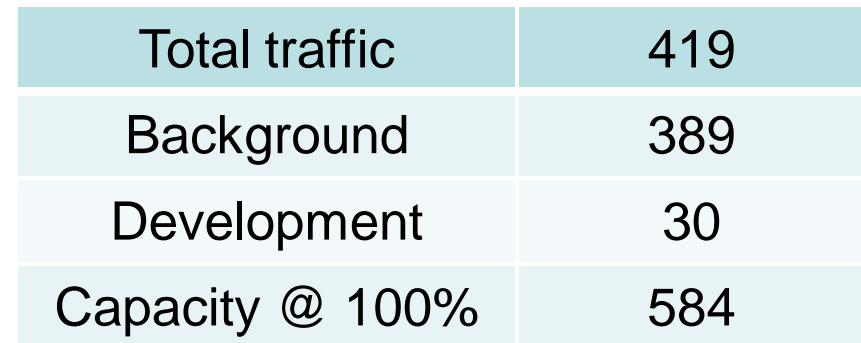 Total traffic 419
Background 389
Development 30
Capacity @ 100% 584